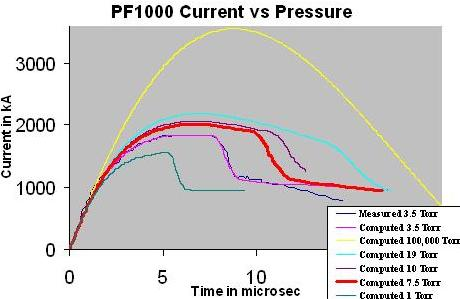 PF1000 Current vs Pressure
Current in kA
3000
2000
1000
0
0
5
10
Time in microsec
Measured 3.5 Torr
Computed 3.5 Torr
Computed 100,000 Torr
Computed 19 Torr
Computed 10 Torr
Computed 7.5 Torr
Computed 1 Torr